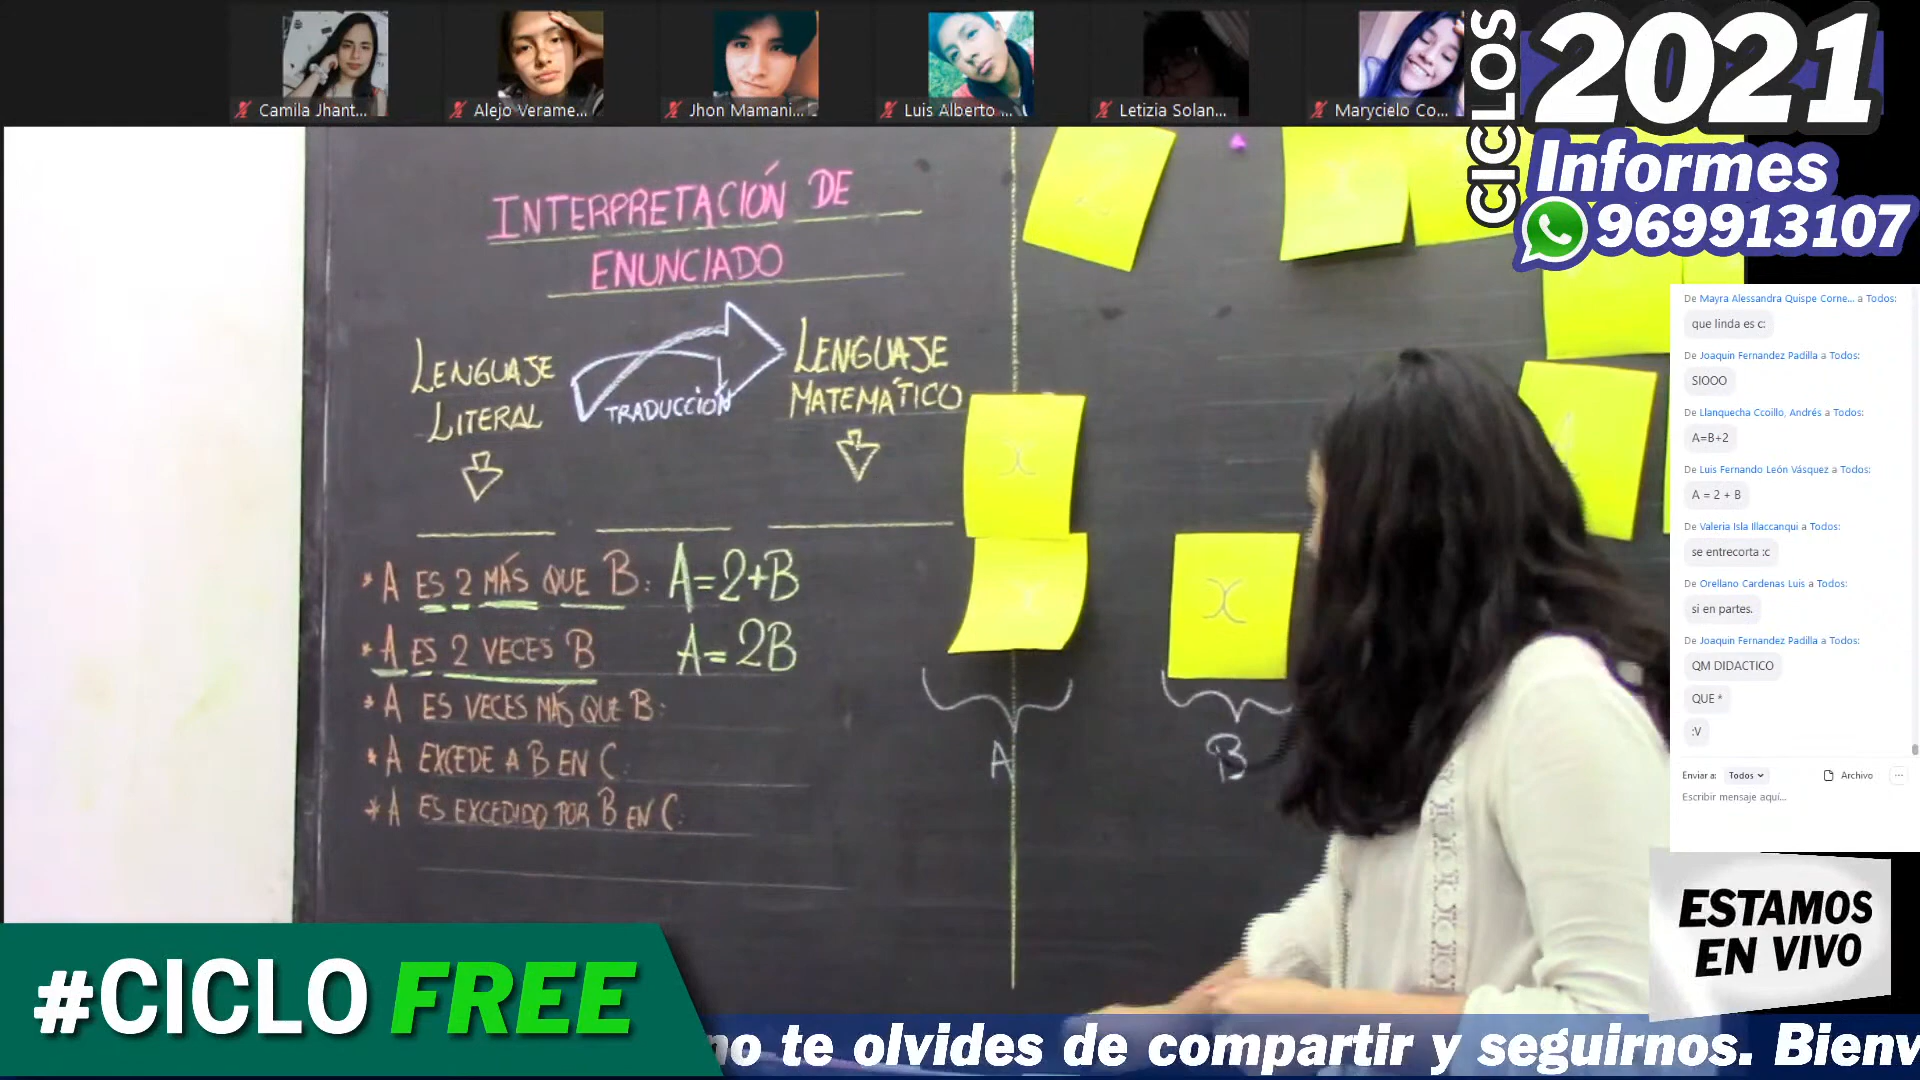 Camila Jhant...
Alejo Verame...
Jhon Mamani...
Luis Alberto ...
Letizia Solan...
Marycielo Co...
CICLOS
2021
Informes
969913107
INTERPRETACIÓN DE
ENUNCIADO
LENGUAJE
LITERAL
TRADUCCIÓN
LENGUAJE
MATEMÁTICO
* A ES 2 MÁS QUE B: A=2+B
* A ES 2 VECES B A=2B
* A ES VECES MÁS QUE B:
* A EXCEDE A B EN C:
* A ES EXCEDIDO POR B EN C:
x
x
x
x
A
B
De Mayra Alessandra Quispe Corne... a Todos:
que linda es c:
De Joaquin Fernandez Padilla a Todos:
SIOOO
De Llanquecha Ccoillo, Andrés a Todos:
A=B+2
De Luis Fernando León Vásquez a Todos:
A = 2 + B
De Valeria Isla Illaccanqui a Todos:
se entrecorta :c
De Orellano Cardenas Luis a Todos:
si en partes.
De Joaquin Fernandez Padilla a Todos:
QM DIDACTICO
QUE *
:V
Enviar a: Todos Archivo ...
Escribir mensaje aquí...
ESTAMOS
EN VIVO
#CICLO FREE
no te olvides de compartir y seguirnos. Bienv